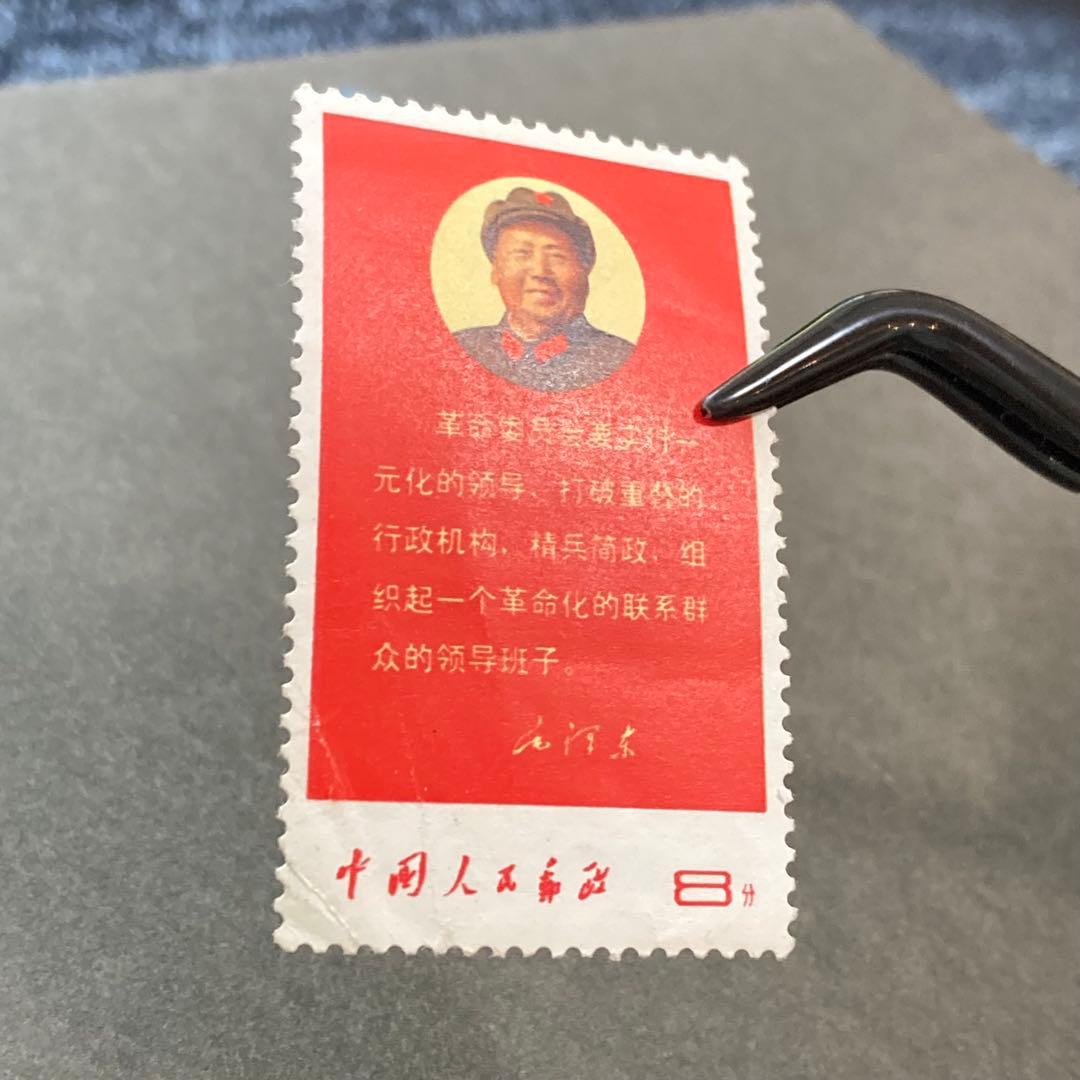 革命委员会要实行一
元化的领导、打破重叠的
行政机构，精兵简政，组
织起一个革命化的联系群
众的领导班子。
毛泽东
中国人民邮政 8分